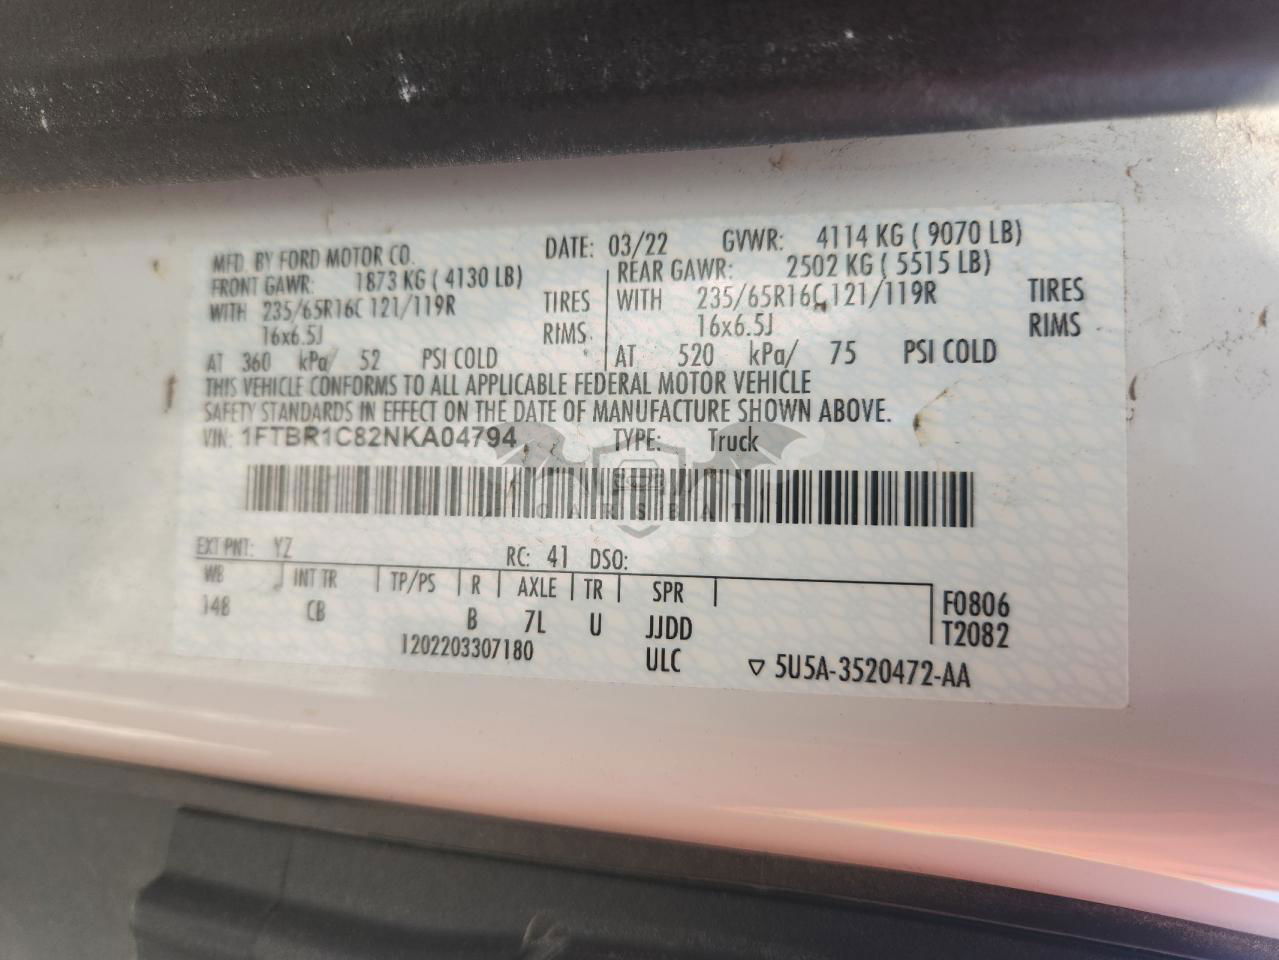 MFD. BY FORD MOTOR CO. DATE: 03/22 GVWR: 4114 KG ( 9070 LB)
FRONT GAWR: 1873 KG ( 4130 LB) REAR GAWR: 2502 KG ( 5515 LB)
WITH 235/65R16C 121/119R TIRES WITH 235/65R16C 121/119R TIRES
16x6.5J RIMS 16x6.5J RIMS
AT 360 kPa/ 52 PSI COLD AT 520 kPa/ 75 PSI COLD
THIS VEHICLE CONFORMS TO ALL APPLICABLE FEDERAL MOTOR VEHICLE
SAFETY STANDARDS IN EFFECT ON THE DATE OF MANUFACTURE SHOWN ABOVE.
VIN: 1FTBR1C82NKA04794 TYPE: Truck
CARSBAT
EXT PNT: YZ RC: 41 DSO:
WB INT TR TP/PS R AXLE TR SPR
148 CB B 7L U JJDD
F0806
T2082
1202203307180 ULC ▽ 5U5A-3520472-AA